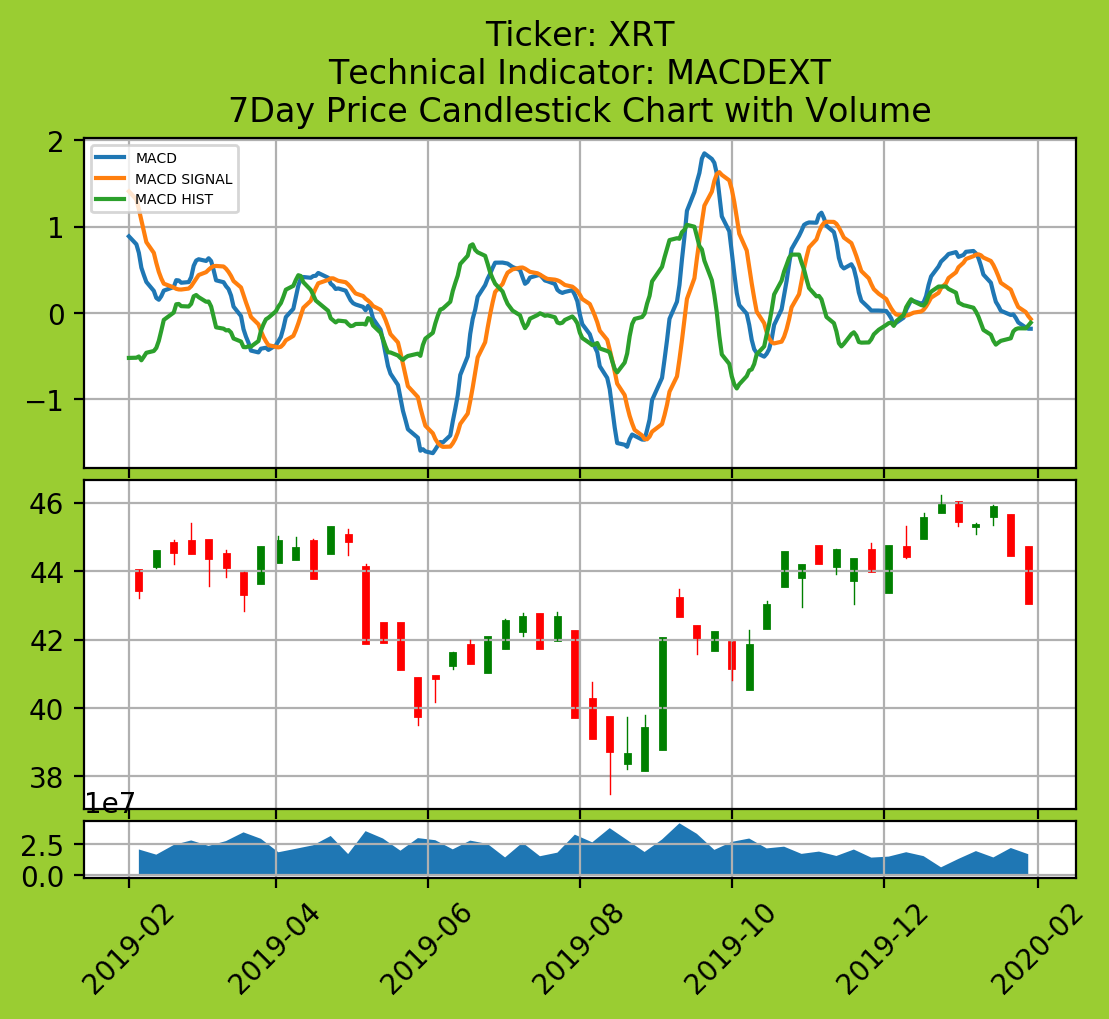 Ticker: XRT
Technical Indicator: MACDEXT
7Day Price Candlestick Chart with Volume
2
1
0
−1
MACD
MACD SIGNAL
MACD HIST
46
44
42
40
38
1e7
2.5
0.0
2019-02
2019-04
2019-06
2019-08
2019-10
2019-12
2020-02